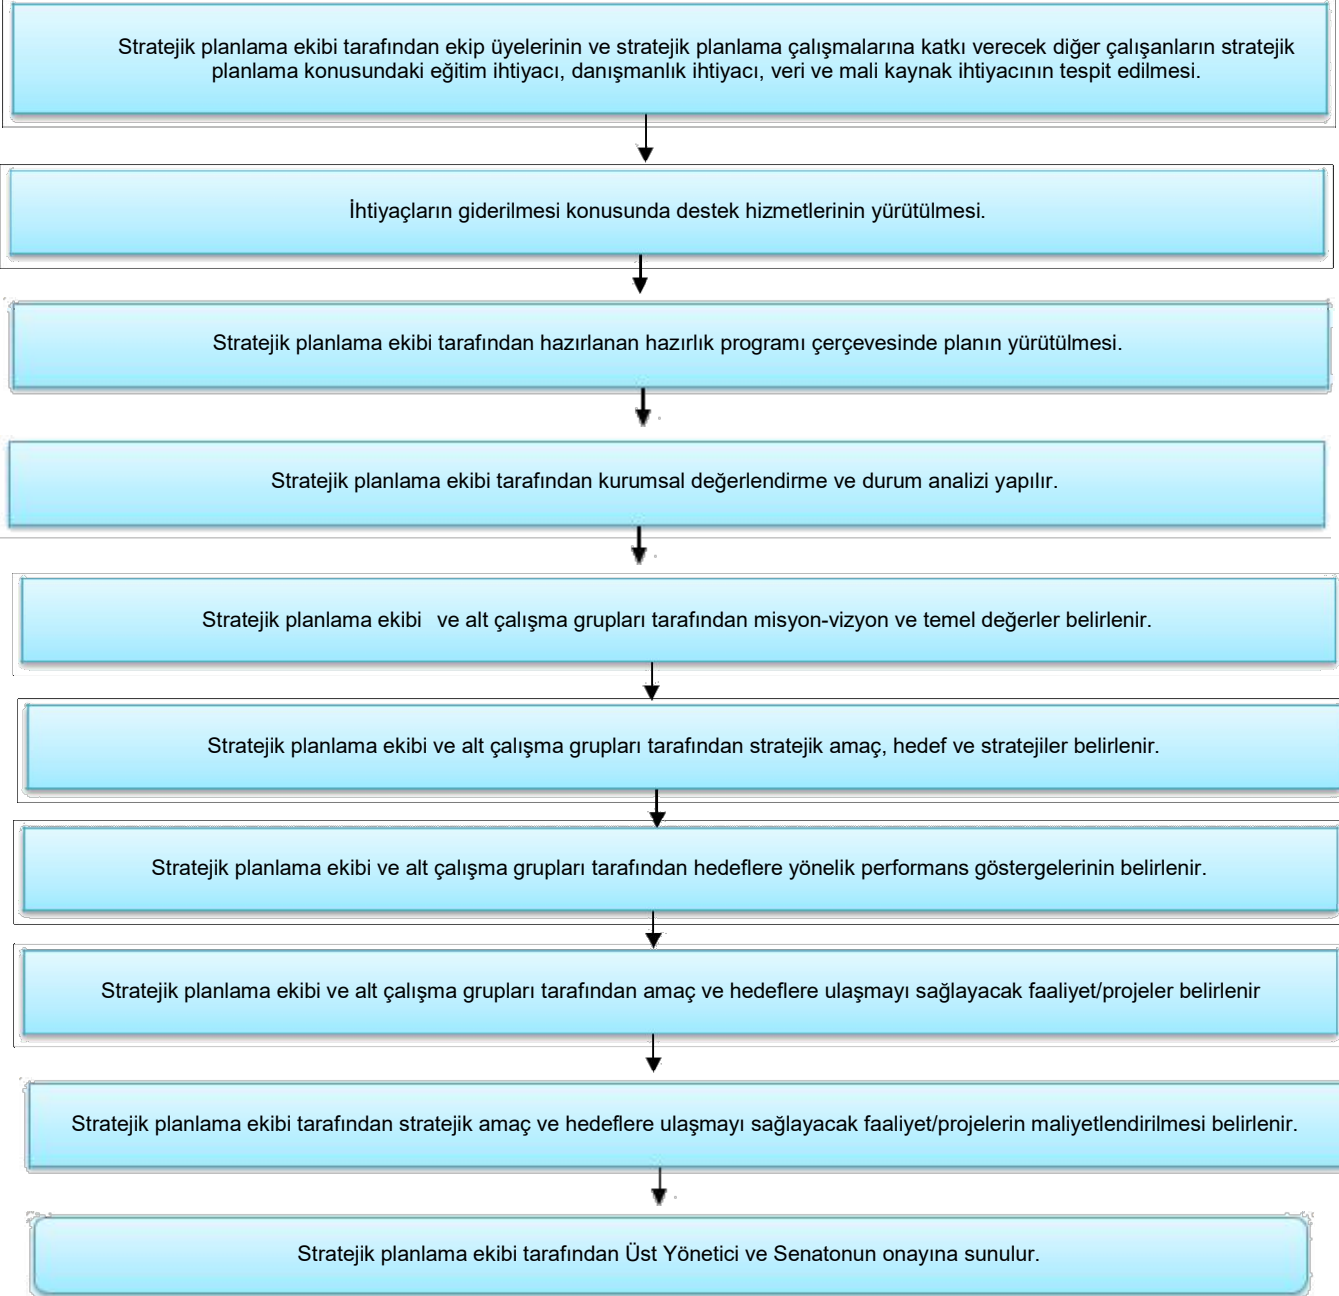 Stratejik planlama ekibi tarafından ekip üyelerinin ve stratejik planlama çalışmalarına katkı verecek diğer çalışanların stratejik
planlama konusundaki eğitim ihtiyacı, danışmanlık ihtiyacı, veri ve mali kaynak ihtiyacının tespit edilmesi.
İhtiyaçların giderilmesi konusunda destek hizmetlerinin yürütülmesi.
Stratejik planlama ekibi tarafından hazırlanan hazırlık programı çerçevesinde planın yürütülmesi.
Stratejik planlama ekibi tarafından kurumsal değerlendirme ve durum analizi yapılır.
Stratejik planlama ekibi ve alt çalışma grupları tarafından misyon-vizyon ve temel değerler belirlenir.
Stratejik planlama ekibi ve alt çalışma grupları tarafından stratejik amaç, hedef ve stratejiler belirlenir.
Stratejik planlama ekibi ve alt çalışma grupları tarafından hedeflere yönelik performans göstergelerinin belirlenir.
Stratejik planlama ekibi ve alt çalışma grupları tarafından amaç ve hedeflere ulaşmayı sağlayacak faaliyet/projeler belirlenir
Stratejik planlama ekibi tarafından stratejik amaç ve hedeflere ulaşmayı sağlayacak faaliyet/projelerin maliyetlendirilmesi belirlenir.
Stratejik planlama ekibi tarafından Üst Yönetici ve Senatonun onayına sunulur.